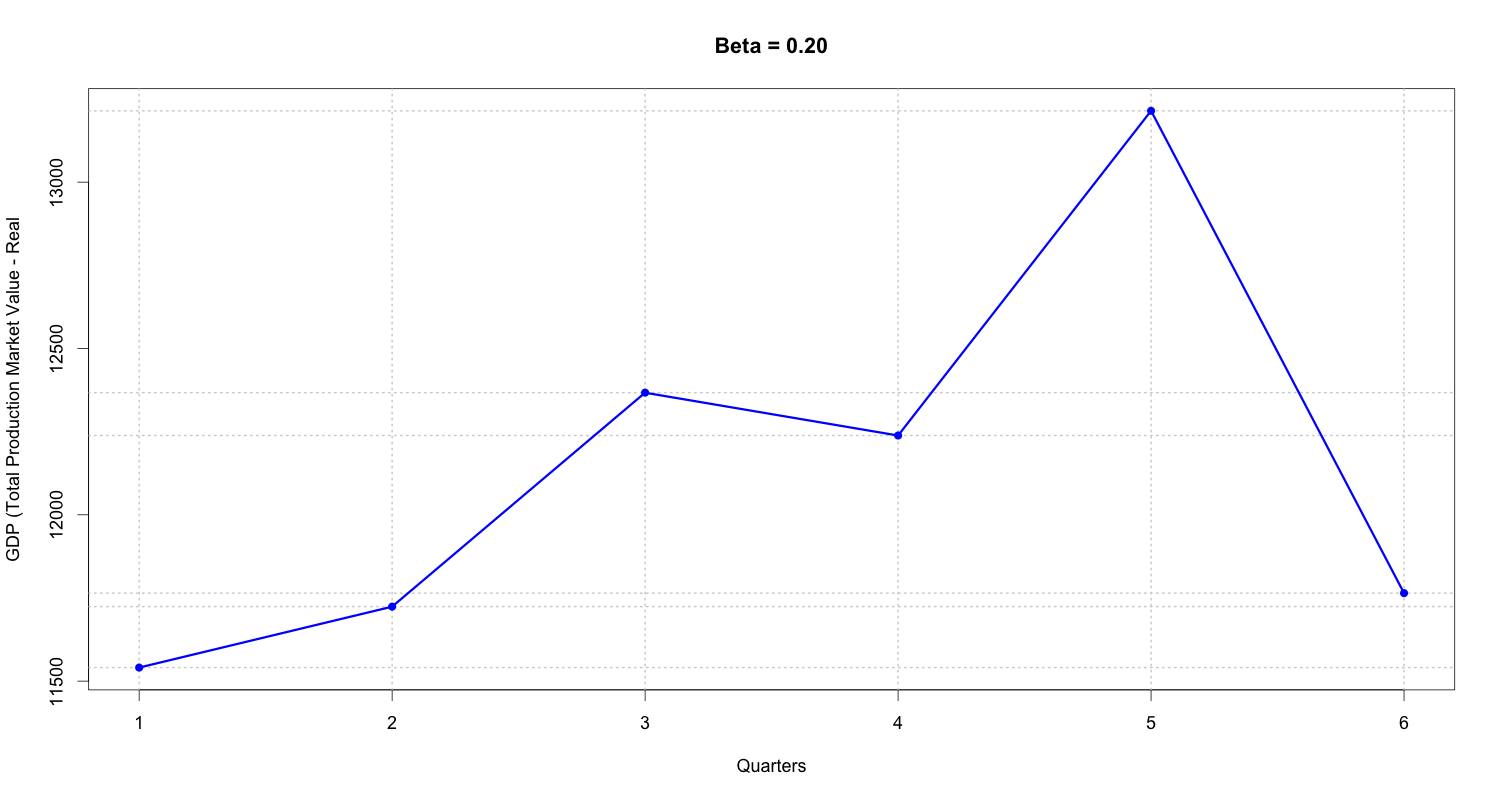 Beta = 0.20
GDP (Total Production Market Value - Real
13000
12500
12000
11500
1 2 3 4 5 6
Quarters